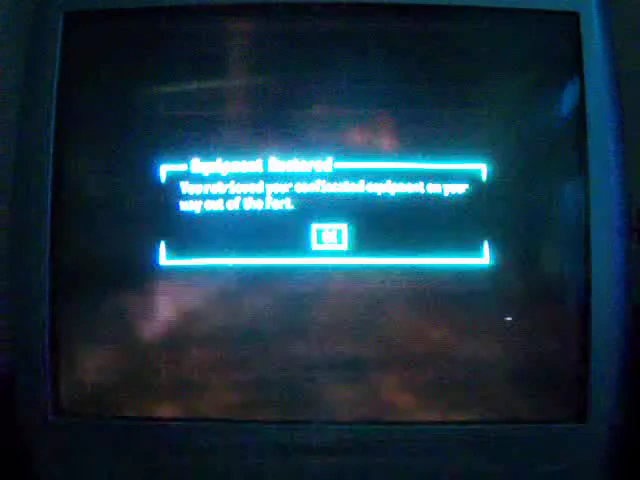 Equipment Restored
You retrieved your confiscated equipment on your
way out of the Fort.
OK